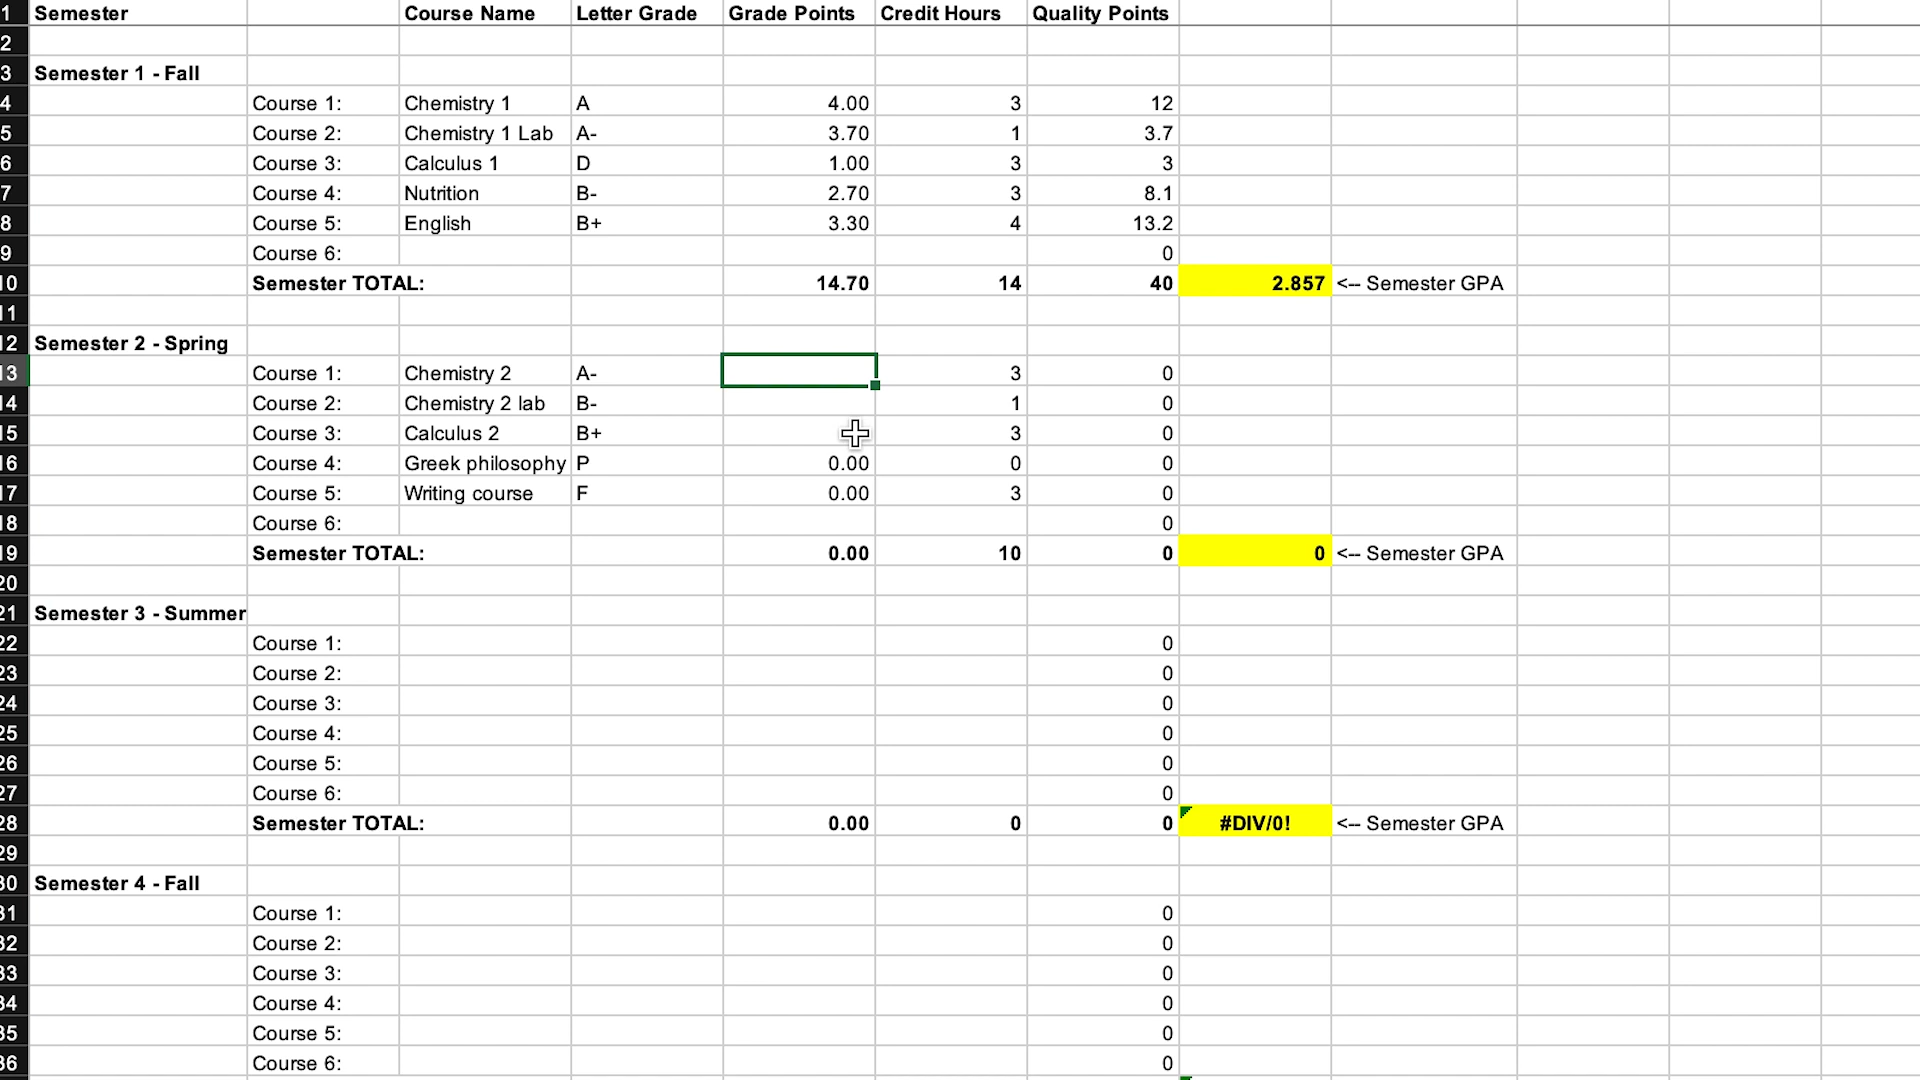 1 Semester Course Name Letter Grade Grade Points Credit Hours Quality Points
2
3 Semester 1 - Fall
4 Course 1: Chemistry 1 A 4.00 3 12
5 Course 2: Chemistry 1 Lab A- 3.70 1 3.7
6 Course 3: Calculus 1 D 1.00 3 3
7 Course 4: Nutrition B- 2.70 3 8.1
8 Course 5: English B+ 3.30 4 13.2
9 Course 6: 0
10 Semester TOTAL: 14.70 14 40 2.857 <-- Semester GPA
11
12 Semester 2 - Spring
13 Course 1: Chemistry 2 A- 3 0
14 Course 2: Chemistry 2 lab B- 1 0
15 Course 3: Calculus 2 B+ 3 0
16 Course 4: Greek philosophy P 0.00 0 0
17 Course 5: Writing course F 0.00 3 0
18 Course 6: 0
19 Semester TOTAL: 0.00 10 0 0 <-- Semester GPA
20
21 Semester 3 - Summer
22 Course 1: 0
23 Course 2: 0
24 Course 3: 0
25 Course 4: 0
26 Course 5: 0
27 Course 6: 0
28 Semester TOTAL: 0.00 0 0 #DIV/0! <-- Semester GPA
29
30 Semester 4 - Fall
31 Course 1: 0
32 Course 2: 0
33 Course 3: 0
34 Course 4: 0
35 Course 5: 0
36 Course 6: 0